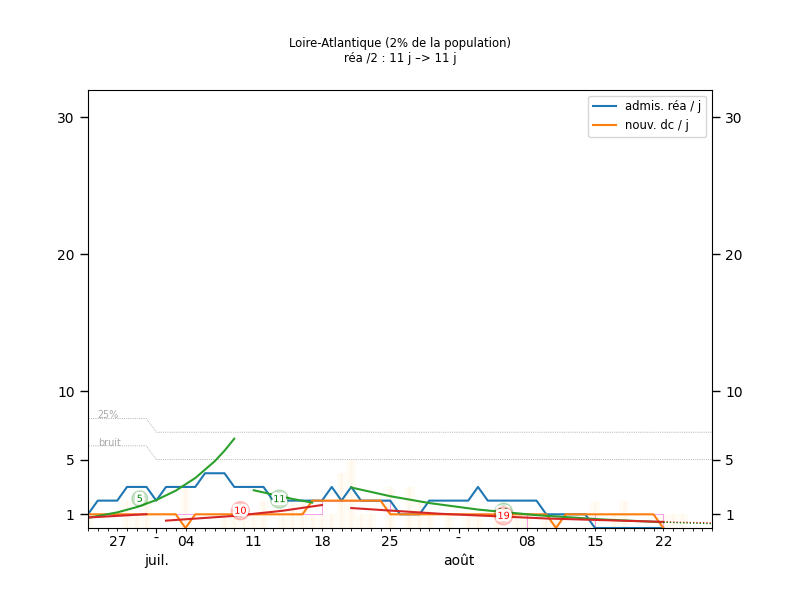 Loire-Atlantique (2% de la population)
réa /2 : 11 j –> 11 j
admis. réa / j
nouv. dc / j
30 30
20 20
10 10
25%
bruit
5 5
5 -11 10 -19
1 1
27 - 04 11 18 25 - 08 15 22
juil. août